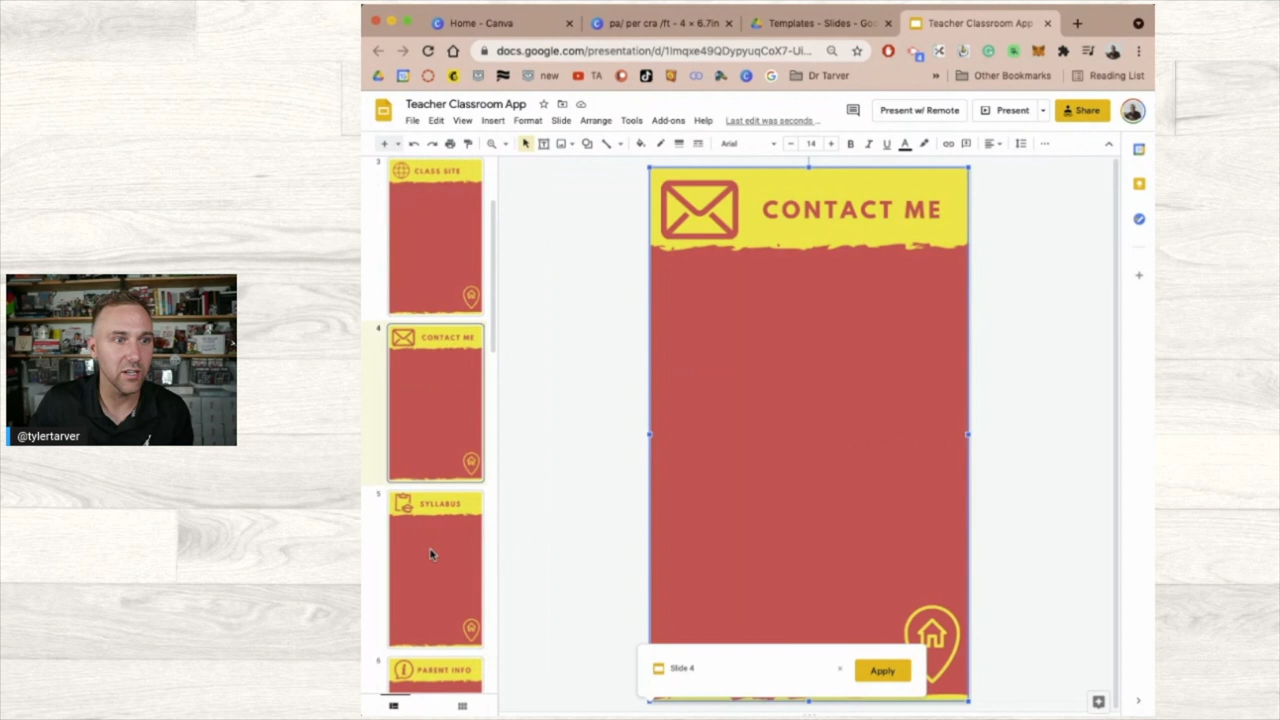 Home - Canva
pa/ per cra /ft - 4 × 6.7in
Templates - Slides - Goo
Teacher Classroom App
docs.google.com/presentation/d/1Imqxe49QDypyuqCoX7-Ui...
new
TA
Dr Tarver
»
Other Bookmarks
Reading List
Teacher Classroom App
File Edit View Insert Format Slide Arrange Tools Add-ons Help Last edit was seconds ...
Present w/ Remote
Present
Share
Arial
14
B I U A
3
CLASS SITE
4
CONTACT ME
5
SYLLABUS
6
PARENT INFO
CONTACT ME
Slide 4
Apply
@tylertarver